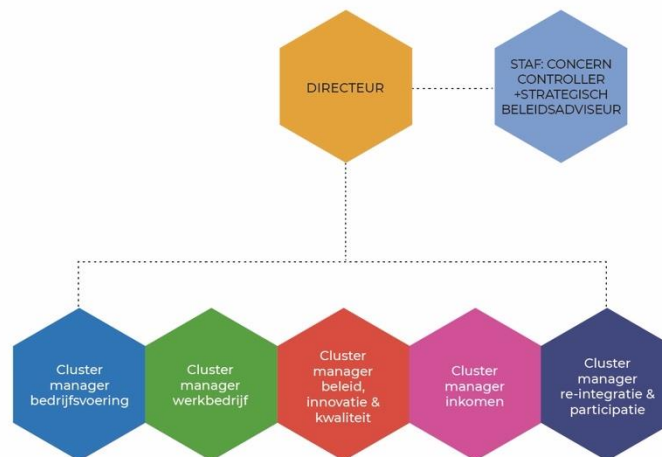 DIRECTEUR
STAF: CONCERN
CONTROLLER
+STRATEGISCH
BELEIDSADVISEUR
Cluster
manager
bedrijfsvoering
Cluster
manager
werkbedrijf
Cluster
manager
beleid,
innovatie &
kwaliteit
Cluster
manager
inkomen
Cluster
manager
re-integratie &
participatie